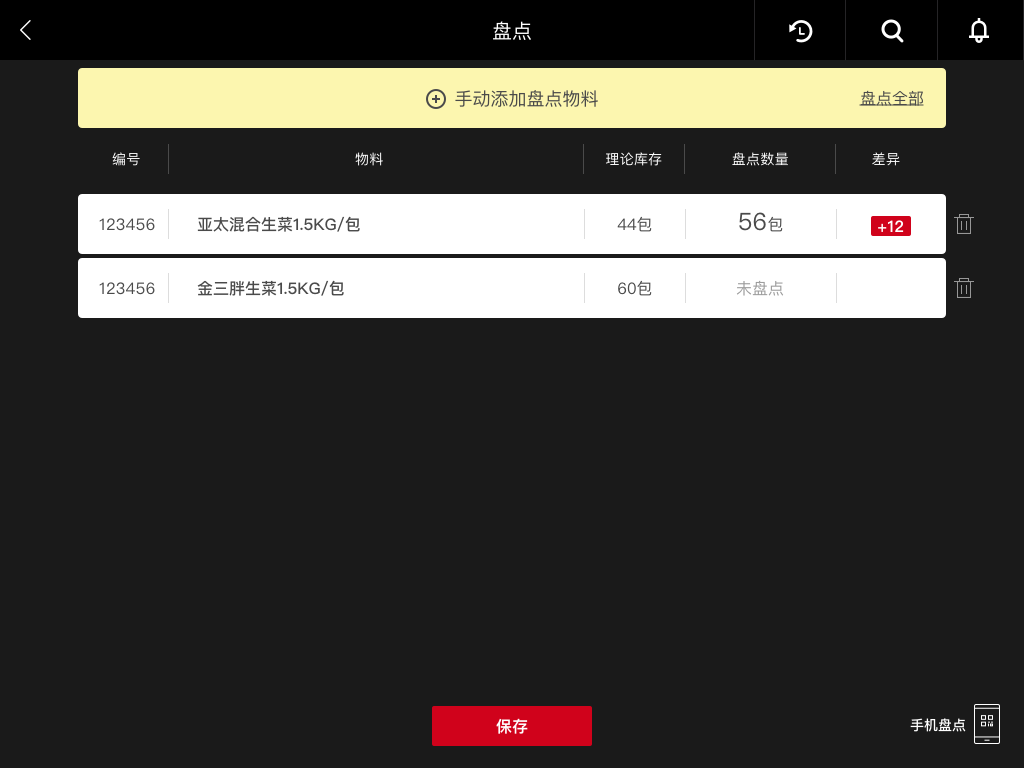 盘点
手动添加盘点物料 盘点全部
编号 物料 理论库存 盘点数量 差异
123456 亚太混合生菜1.5KG/包 44包 56包 +12
123456 金三胖生菜1.5KG/包 60包 未盘点
保存 手机盘点